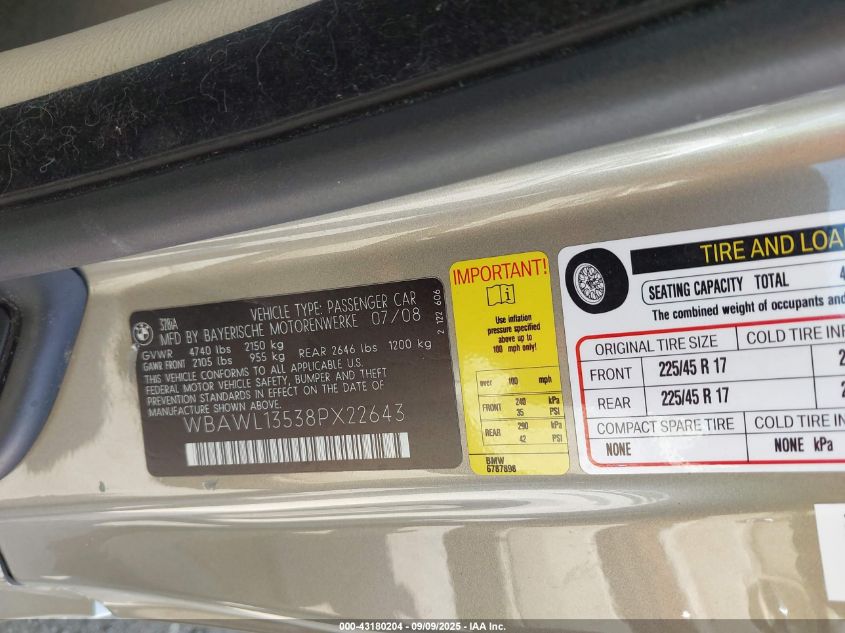 BMW
328iA
VEHICLE TYPE: PASSENGER CAR
MFD BY BAYERISCHE MOTORENWERKE 07/08
GVWR 4740 lbs 2150 kg
GAWR FRONT 2105 lbs 955 kg REAR 2646 lbs 1200 kg
THIS VEHICLE CONFORMS TO ALL APPLICABLE U.S.
FEDERAL MOTOR VEHICLE SAFETY, BUMPER AND THEFT
PREVENTION STANDARDS IN EFFECT ON THE DATE OF
MANUFACTURE SHOWN ABOVE.
WBAWL13538PX22643
2 122 606
IMPORTANT!
Use inflation
pressure specified
above up to
100 mph only!
over 100 mph
FRONT 240 kPa
35 PSI
REAR 290 kPa
42 PSI
BMW
6787898
TIRE AND LOA
SEATING CAPACITY TOTAL 4
The combined weight of occupants and
ORIGINAL TIRE SIZE COLD TIRE IN
FRONT 225/45 R 17 2
REAR 225/45 R 17 2
COMPACT SPARE TIRE COLD TIRE IN
NONE NONE kPa
000-43180204 - 09/09/2025 - IAA Inc.